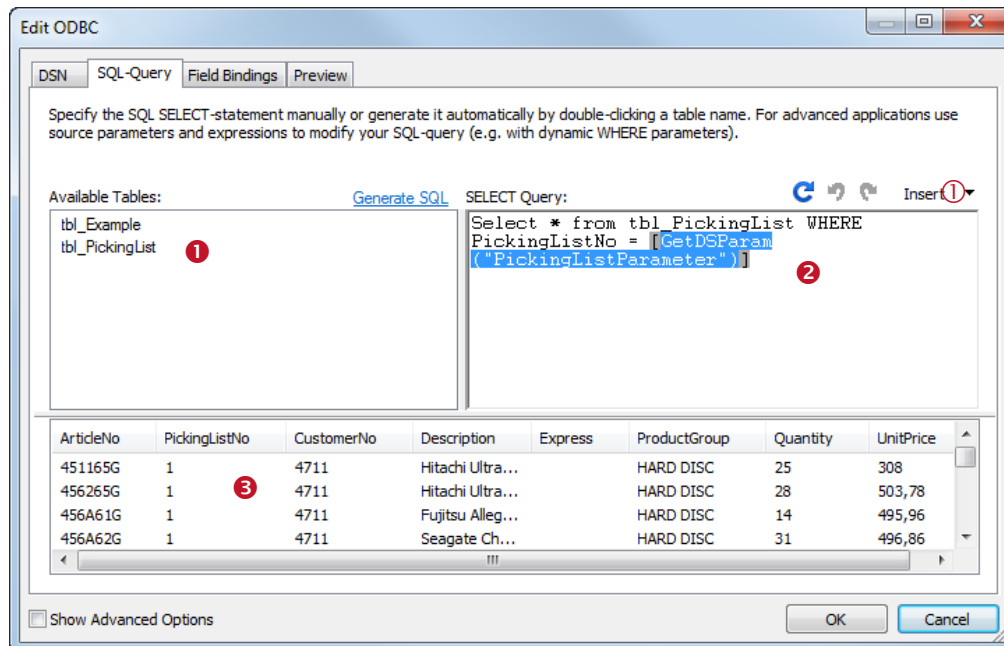 Edit ODBC
DSN SQL-Query Field Bindings Preview
Specify the SQL SELECT-statement manually or generate it automatically by double-clicking a table name. For advanced applications use
source parameters and expressions to modify your SQL-query (e.g. with dynamic WHERE parameters).
Available Tables: Generate SQL SELECT Query: Insert ①
tbl_Example
tbl_PickingList
❶
Select * from tbl_PickingList WHERE
PickingListNo = [GetDSParam
("PickingListParameter")]
❷
ArticleNo PickingListNo CustomerNo Description Express ProductGroup Quantity UnitPrice
451165G 1 4711 Hitachi Ultra... HARD DISC 25 308
456265G 1 ❸ 4711 Hitachi Ultra... HARD DISC 28 503,78
456A61G 1 4711 Fujitsu Alleg... HARD DISC 14 495,96
456A62G 1 4711 Seagate Ch... HARD DISC 31 496,86
Show Advanced Options OK Cancel